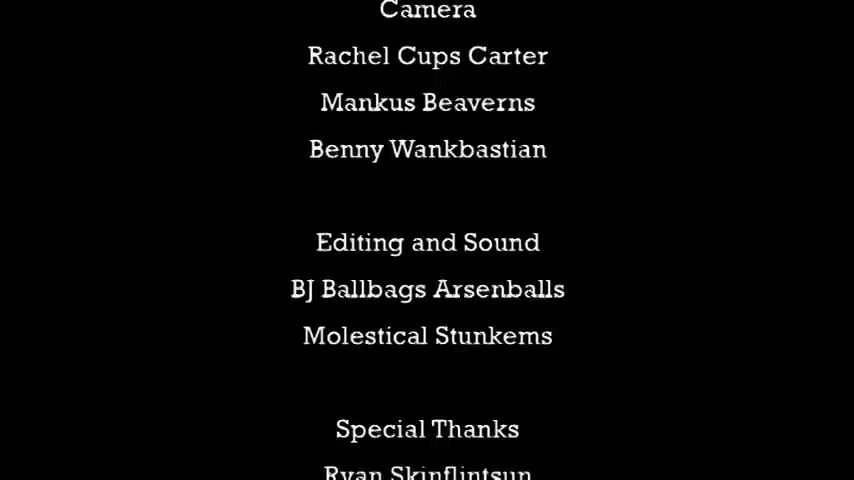 Camera
Rachel Cups Carter
Mankus Beaverns
Benny Wankbastian
Editing and Sound
BJ Ballbags Arsenballs
Molestical Stunkems
Special Thanks
Ryan Skinflintsun